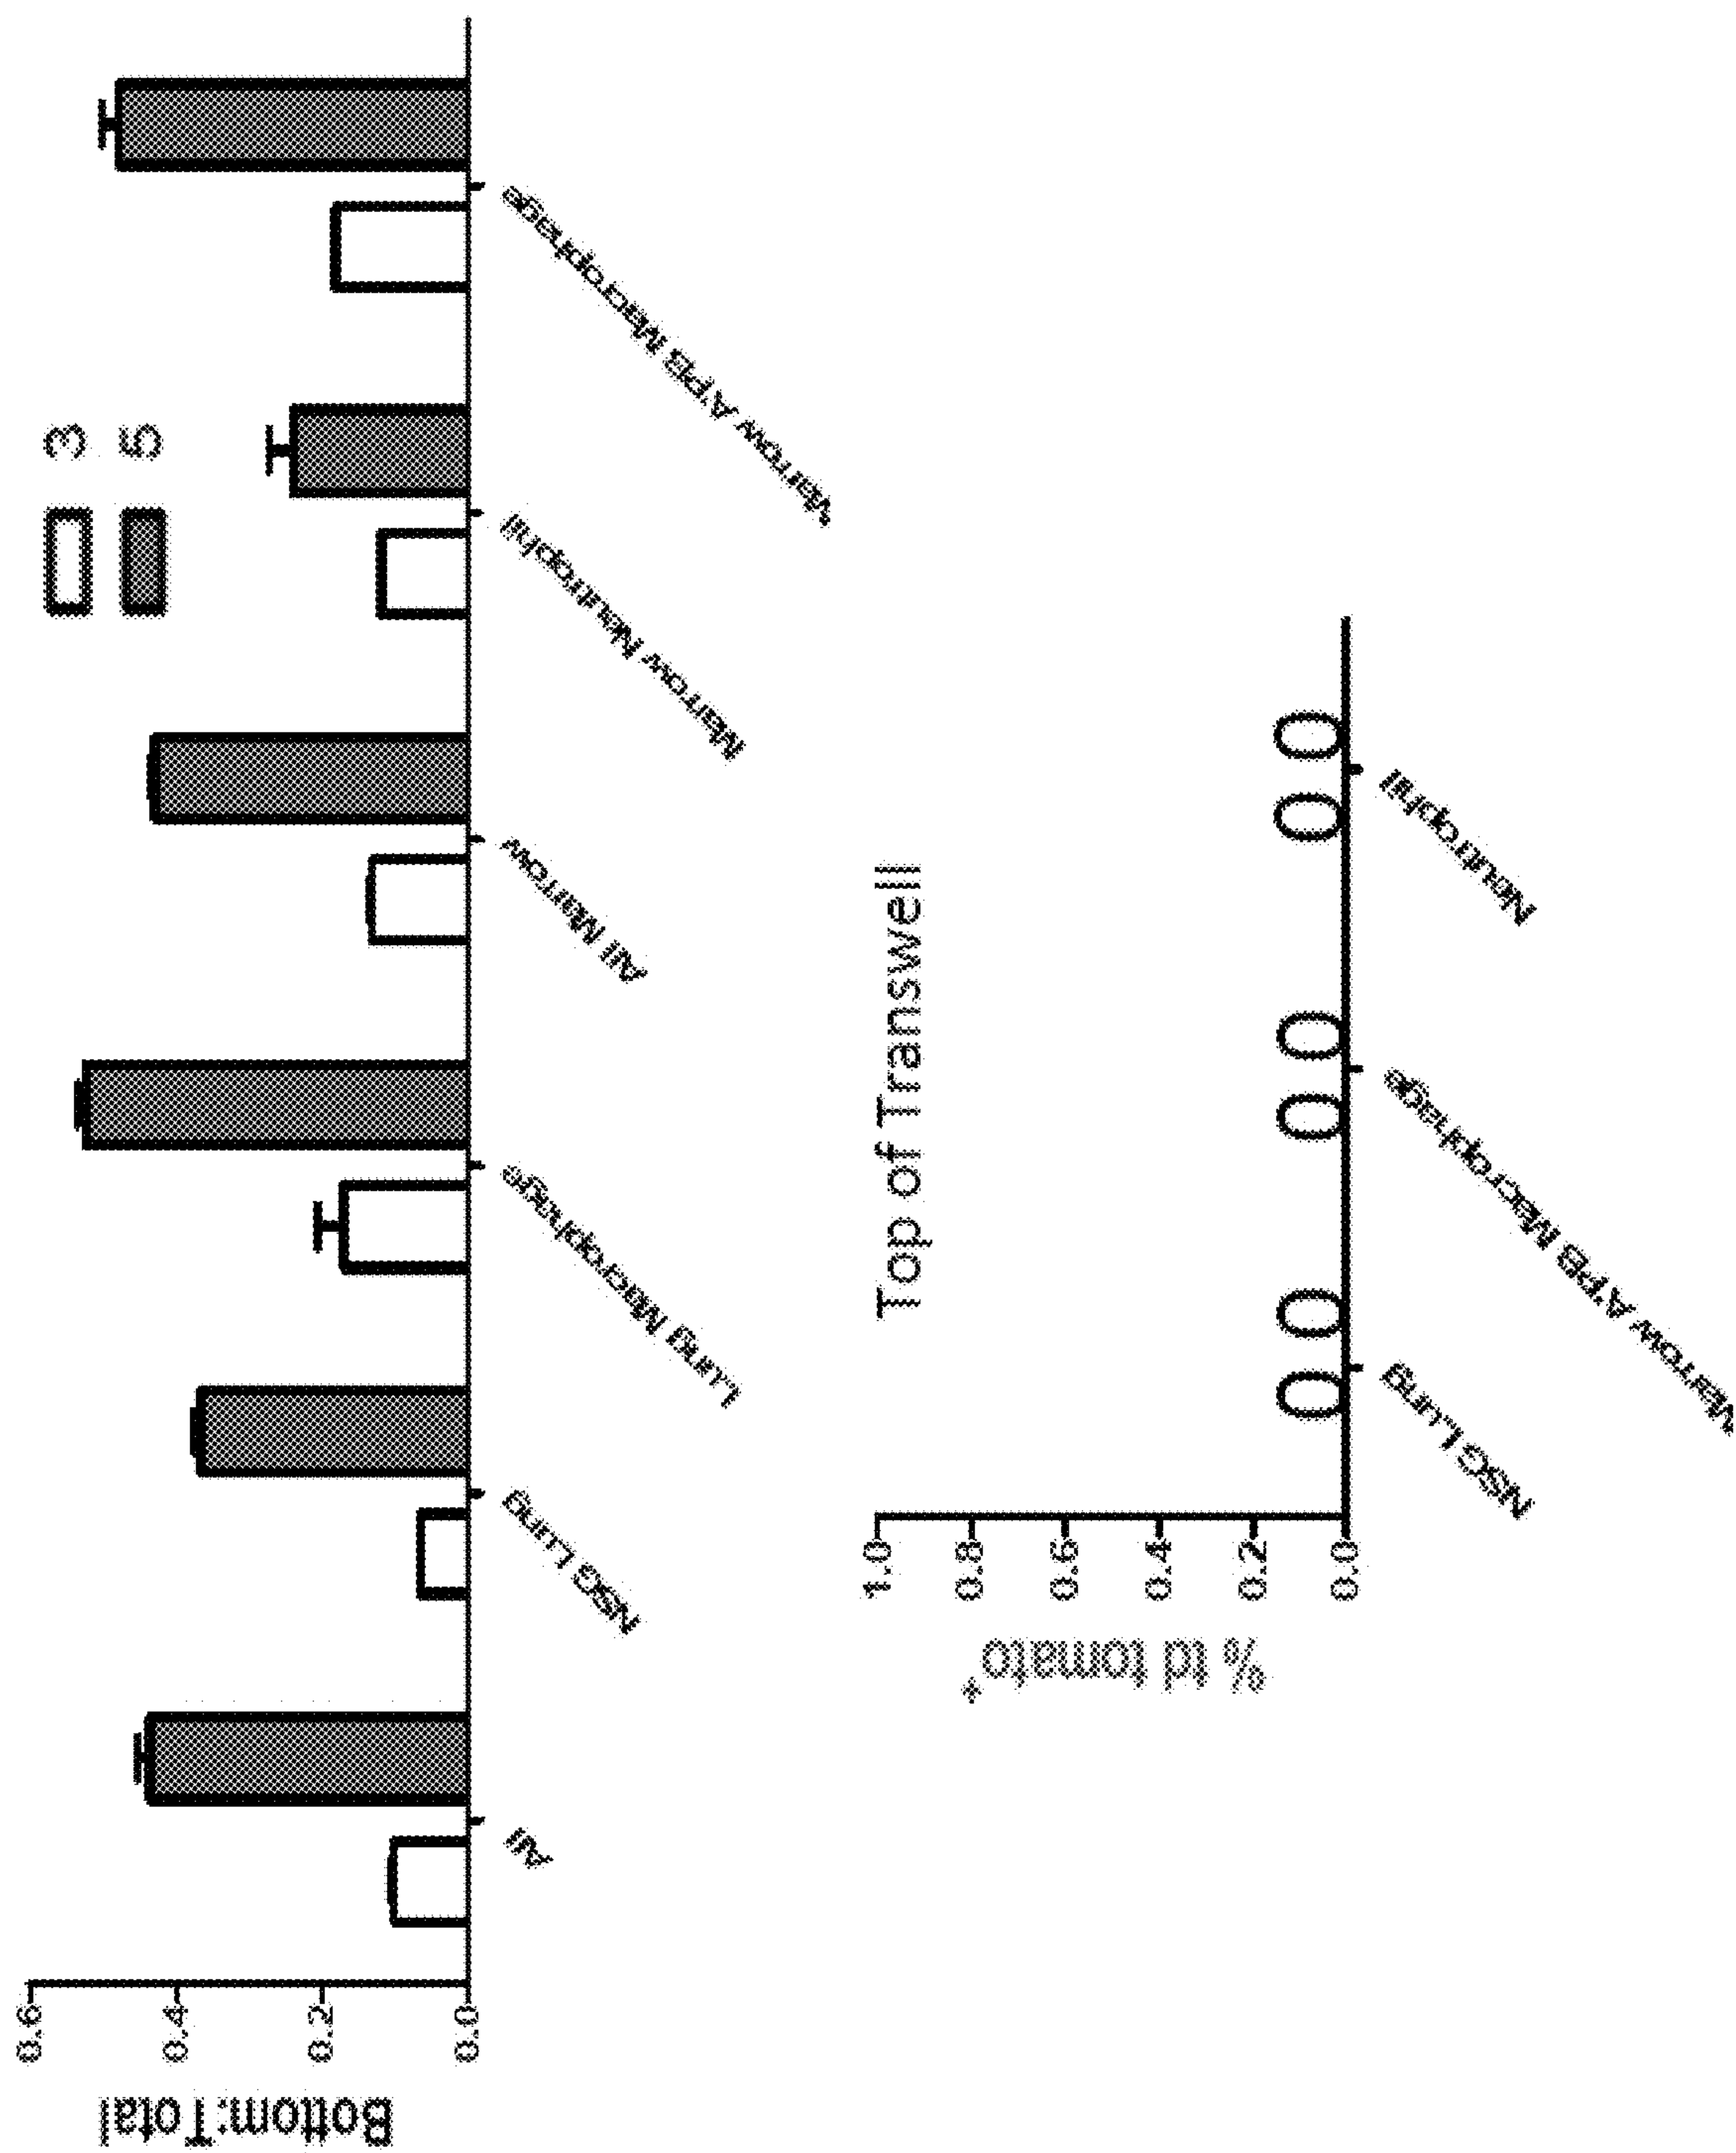 3
5
Bottom:Total
0.6
0.4
0.2
0.0
All
NSG Lung
Lung Macrophage
All Marrow
Marrow Neutrophil
Marrow A'PB Macrophage
Top of Transwell
% td tomato+
1.0
0.8
0.6
0.4
0.2
0.0
0 0
0 0
0 0
NSG Lung
Marrow A'PB Macrophage
Neutrophil